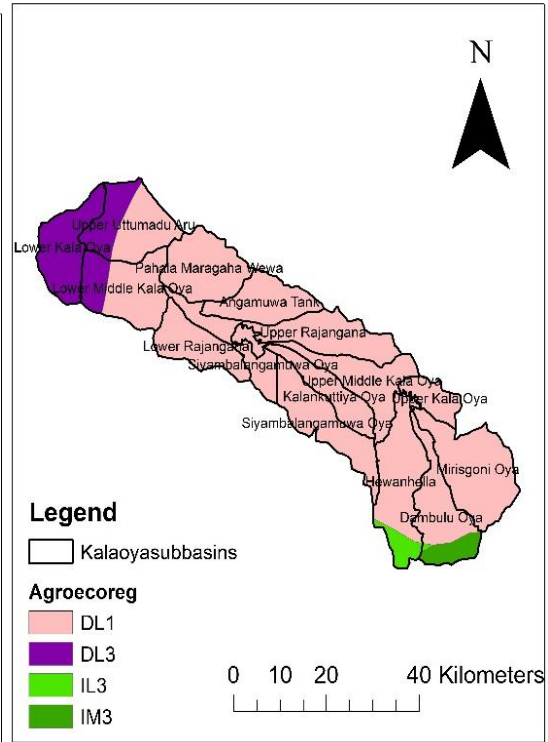 N
Upper Uttumadu Aru
Lower Kala Oya
Pahala Maragaha Wewa
Lower Middle Kala Oya
Angamuwa Tank
Upper Rajangana
Lower Rajangana
Siyambalangamuwa Oya
Upper Middle Kala Oya
Kalankuttiya Oya
Upper Kala Oya
Siyambalangamuwa Oya
Mirisgoni Oya
Hewanhella
Dambulu Oya
Legend
Kalaoyasubbasins
Agroecoreg
DL1
DL3
IL3
IM3
0 10 20 40 Kilometers